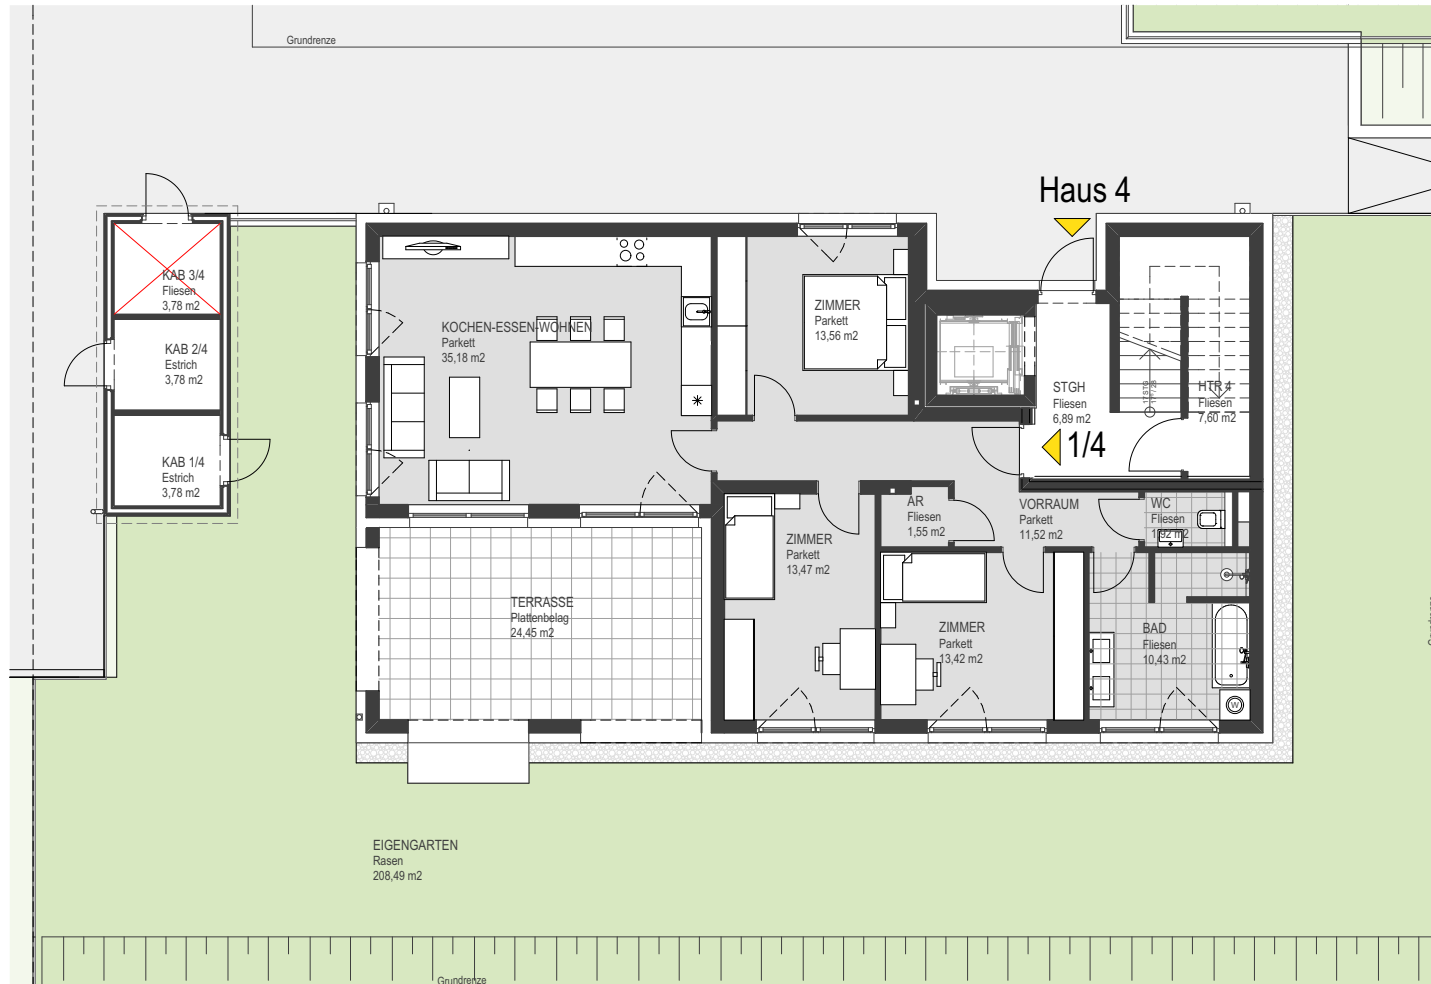 Grundrenze
Haus 4
KAB 3/4
Fliesen
3,78 m2
KAB 2/4
Estrich
3,78 m2
KAB 1/4
Estrich
3,78 m2
KOCHEN-ESSEN-WOHNEN
Parkett
35,18 m2
ZIMMER
Parkett
13,56 m2
STGH
Fliesen
6,89 m2
1/4
HTR 4
Fliesen
7,60 m2
AR
Fliesen
1,55 m2
VORRAUM
Parkett
11,52 m2
WC
Fliesen
1,92 m2
ZIMMER
Parkett
13,47 m2
ZIMMER
Parkett
13,42 m2
BAD
Fliesen
10,43 m2
W
TERRASSE
Plattenbelag
24,45 m2
EIGENGARTEN
Rasen
208,49 m2
Grundrenze
Grundrenze